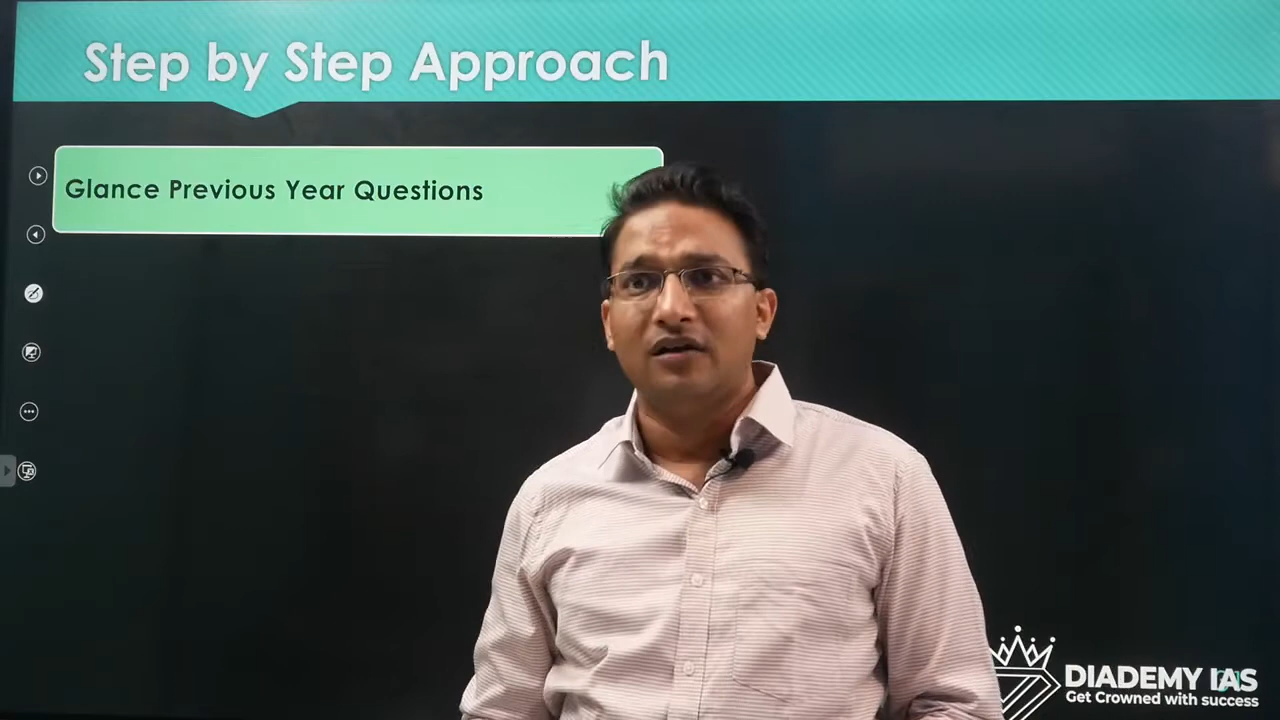 Step by Step Approach
Glance Previous Year Questions
DIADEMY IAS
Get Crowned with success